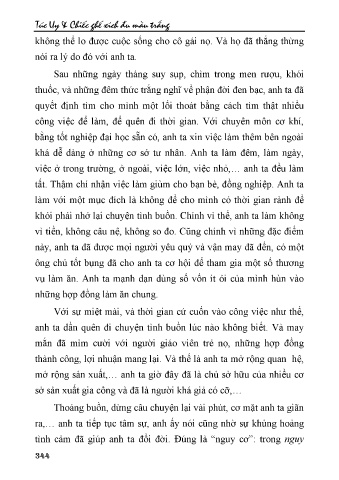 Túc Uy & Chiếc ghế xích đu màu trắng
không thể lo được cuộc sống cho cô gái nọ. Và họ đã thẳng thừng
nói ra lý do đó với anh ta.
Sau những ngày tháng suy sụp, chìm trong men rượu, khói
thuốc, và những đêm thức trắng nghĩ về phận đời đen bạc, anh ta đã
quyết định tìm cho mình một lối thoát bằng cách tìm thật nhiều
công việc để làm, để quên đi thời gian. Với chuyên môn cơ khí,
bằng tốt nghiệp đại học sẵn có, anh ta xin việc làm thêm bên ngoài
khá dễ dàng ở những cơ sở tư nhân. Anh ta làm đêm, làm ngày,
việc ở trong trường, ở ngoài, việc lớn, việc nhỏ,… anh ta đều làm
tất. Thậm chí nhận việc làm giùm cho bạn bè, đồng nghiệp. Anh ta
làm với một mục đích là không để cho mình có thời gian rảnh để
khỏi phải nhớ lại chuyện tình buồn. Chính vì thế, anh ta làm không
vì tiền, không câu nệ, không so đo. Cũng chính vì những đặc điểm
này, anh ta đã được mọi người yêu quý và vận may đã đến, có một
ông chủ tốt bụng đã cho anh ta cơ hội để tham gia một số thương
vụ làm ăn. Anh ta mạnh dạn dùng số vốn ít ỏi của mình hùn vào
những hợp đồng làm ăn chung.
Với sự miệt mài, và thời gian cứ cuốn vào công việc như thế,
anh ta dần quên đi chuyện tình buồn lúc nào không biết. Và may
mắn đã mỉm cười với người giáo viên trẻ nọ, những hợp đồng
thành công, lợi nhuận mang lại. Và thế là anh ta mở rộng quan hệ,
mở rộng sản xuất,… anh ta giờ đây đã là chủ sở hữu của nhiều cơ
sở sản xuất gia công và đã là người khá giả có cỡ,…
Thoáng buồn, dừng câu chuyện lại vài phút, cơ mặt anh ta giãn
ra,… anh ta tiếp tục tâm sự, anh ấy nói cũng nhờ sự khủng hoảng
tình cảm đã giúp anh ta đổi đời. Đúng là “nguy cơ”: trong nguy
344